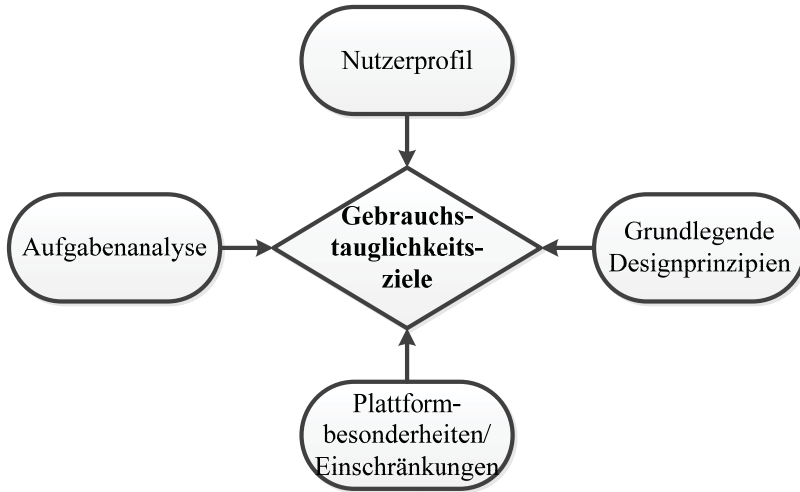 Nutzerprofil
Aufgabenanalyse
Gebrauchs-
tauglichkeits-
ziele
Grundlegende
Designprinzipien
Plattform-
besonderheiten/
Einschränkungen